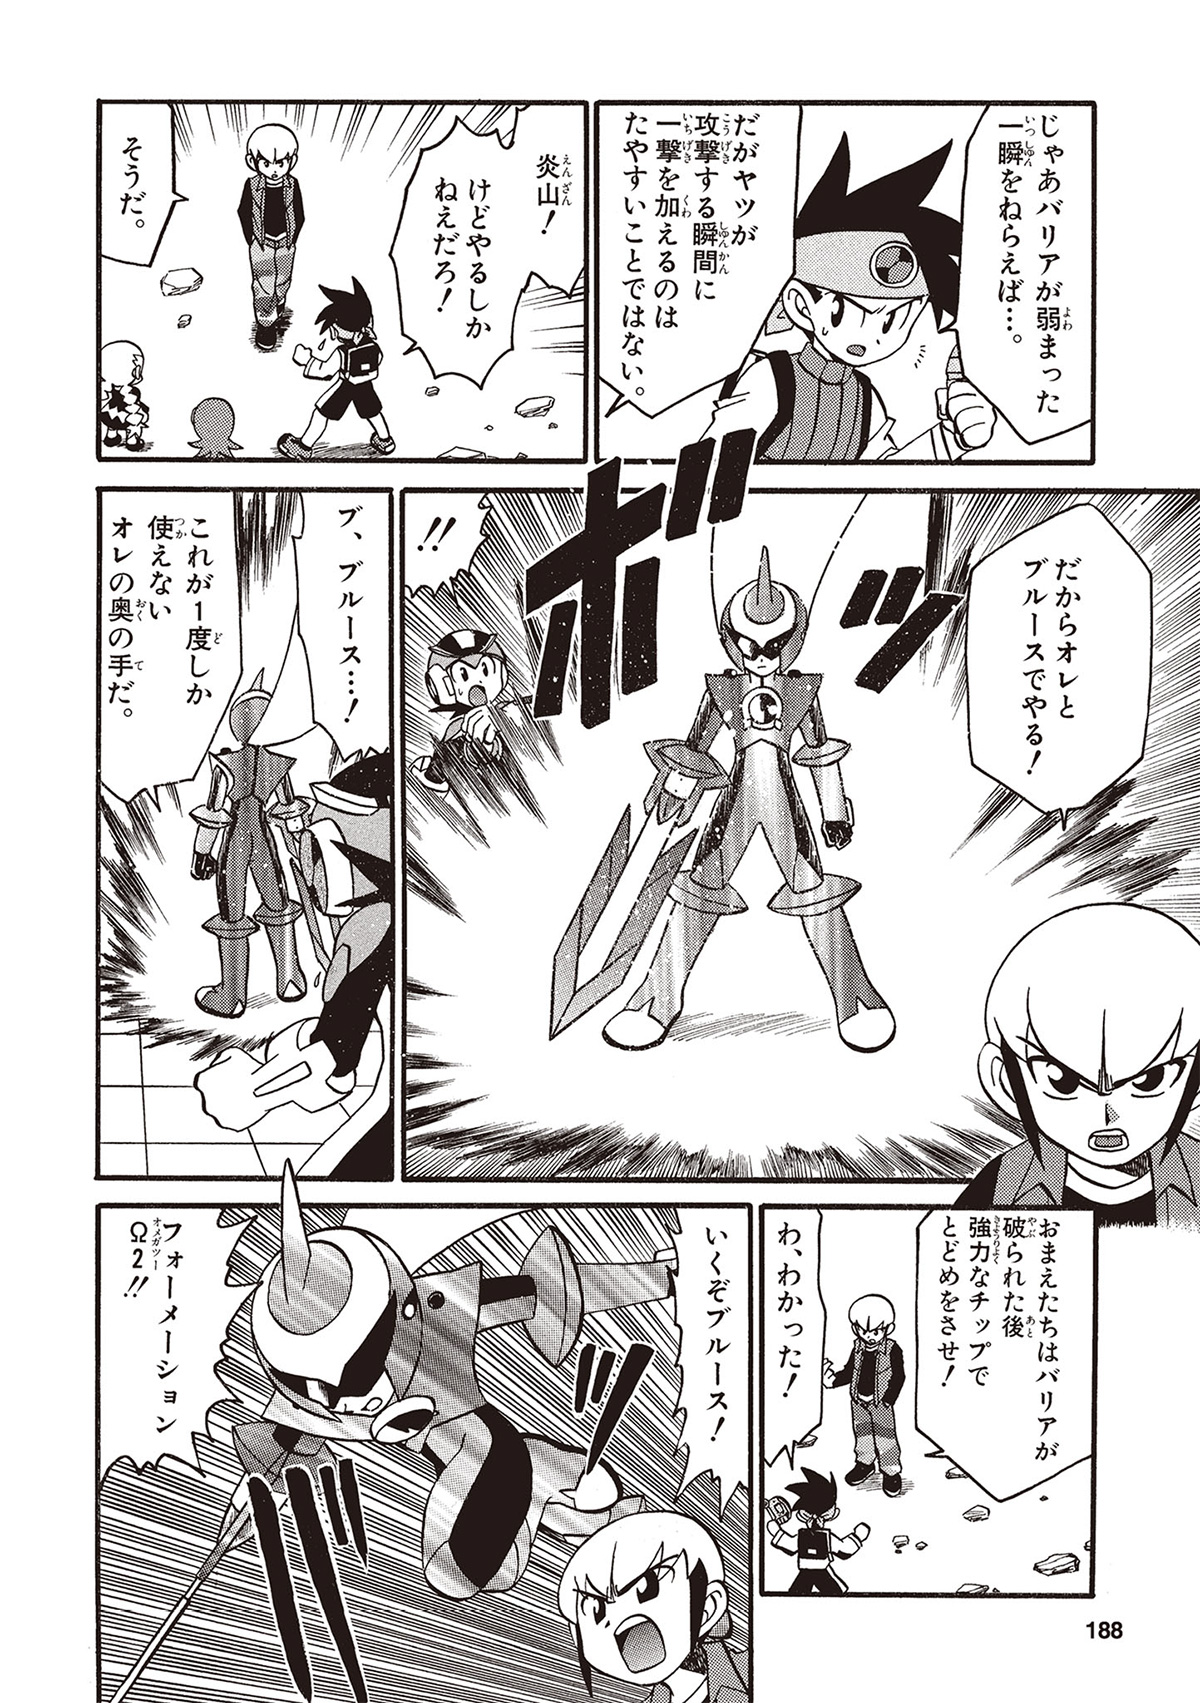 じゃあバリアが弱まった
一瞬をねらえば…。
だがヤツが
攻撃する瞬間に
一撃を加えるのは
たやすいことではない。
炎山！
けどやるしか
ねえだろ！
そうだ。
だからオレと
ブルースでやる！
ボッ
!!
ブ、ブルース…！
これが１度しか
使えない
オレの奥の手だ。
おまえたちはバリアが
破られた後
強力なチップで
とどめをさせ！
わ、わかった！
いくぞブルース！
フォーメーション
Ω２!!
188